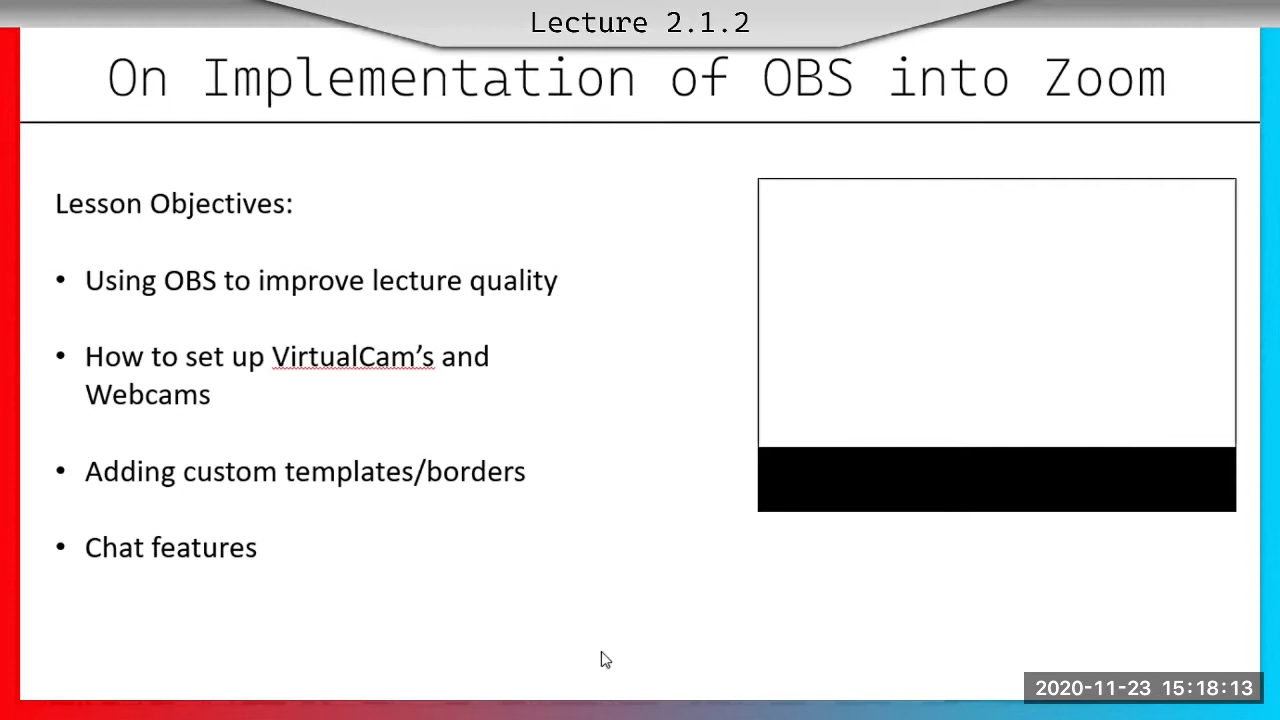 Lecture 2.1.2
On Implementation of OBS into Zoom
Lesson Objectives:
• Using OBS to improve lecture quality
• How to set up VirtualCam’s and
Webcams
• Adding custom templates/borders
• Chat features
2020-11-23 15:18:13